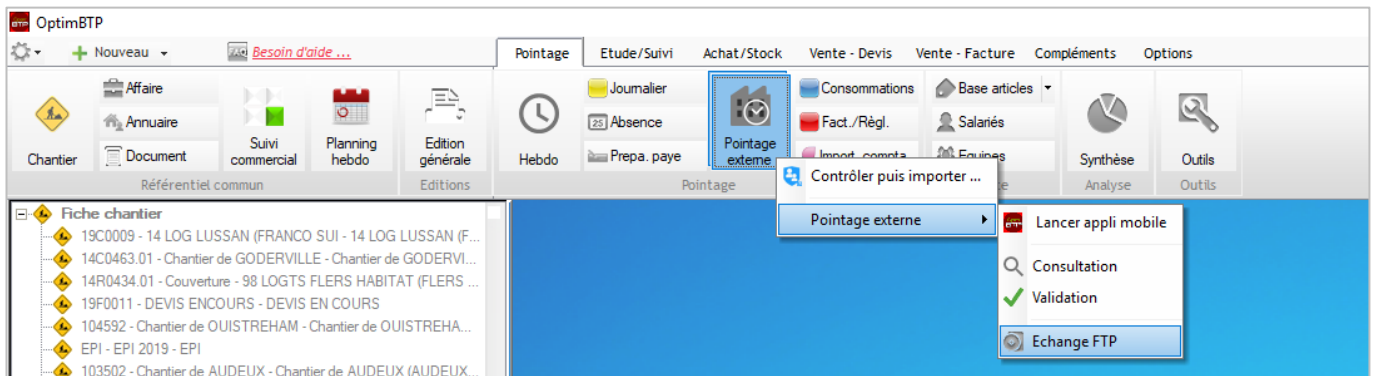 OptimBTP
Nouveau
Besoin d'aide ...
Pointage Etude/Suivi Achat/Stock Vente - Devis Vente - Facture Compléments Options
Chantier
Affaire
Annuaire
Document
Suivi commercial
Planning hebdo
Référentiel commun
Edition générale
Editions
Hebdo
Journalier
25 Absence
Prepa. paye
Pointage externe
Pointage
Consommations
Fact./Règl.
Import. compta
Base articles
Salariés
Equipes
Synthèse
Analyse
Outils
Outils
Contrôler puis importer ...
Pointage externe
Lancer appli mobile
Consultation
Validation
Echange FTP
Fiche chantier
19C0009 - 14 LOG LUSSAN (FRANCO SUI - 14 LOG LUSSAN (F...
14C0463.01 - Chantier de GODERVILLE - Chantier de GODERVI...
14R0434.01 - Couverture - 98 LOGTS FLERS HABITAT (FLERS ...
19F0011 - DEVIS ENCOURS - DEVIS EN COURS
104592 - Chantier de OUISTREHAM - Chantier de OUISTREHA...
EPI - EPI 2019 - EPI
103502 - Chantier de AUDEUX - Chantier de AUDEUX (AUDEUX...